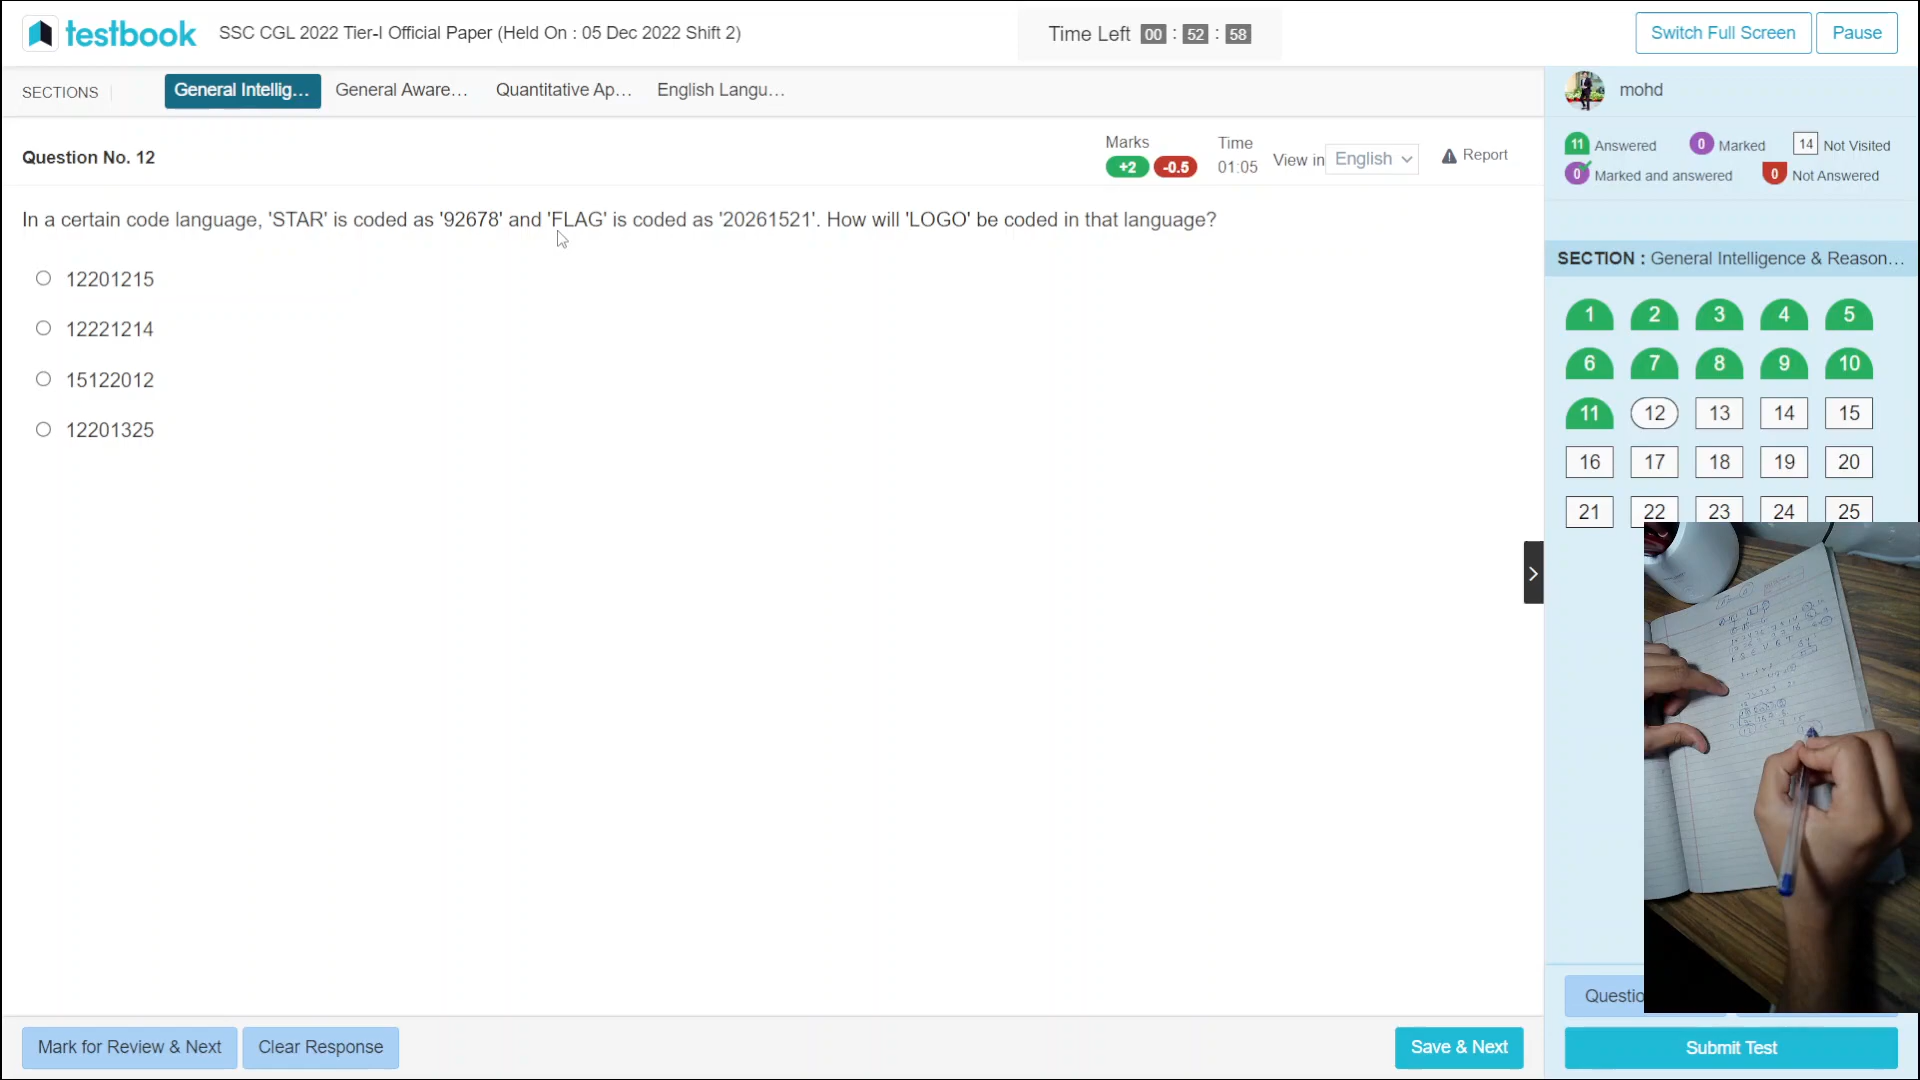 testbook
SSC CGL 2022 Tier-I Official Paper (Held On : 05 Dec 2022 Shift 2)
Time Left 00 : 52 : 58
Switch Full Screen
Pause
SECTIONS
General Intellig...
General Aware...
Quantitative Ap...
English Langu...
mohd
11 Answered
0 Marked
14 Not Visited
0 Marked and answered
0 Not Answered
Question No. 12
Marks
+2 -0.5
Time
01:05
View in English
Report
In a certain code language, 'STAR' is coded as '92678' and 'FLAG' is coded as '20261521'. How will 'LOGO' be coded in that language?
12201215
12221214
15122012
12201325
SECTION : General Intelligence & Reason...
1 2 3 4 5
6 7 8 9 10
11 12 13 14 15
16 17 18 19 20
21 22 23 24 25
Mark for Review & Next
Clear Response
Save & Next
Questio
Submit Test